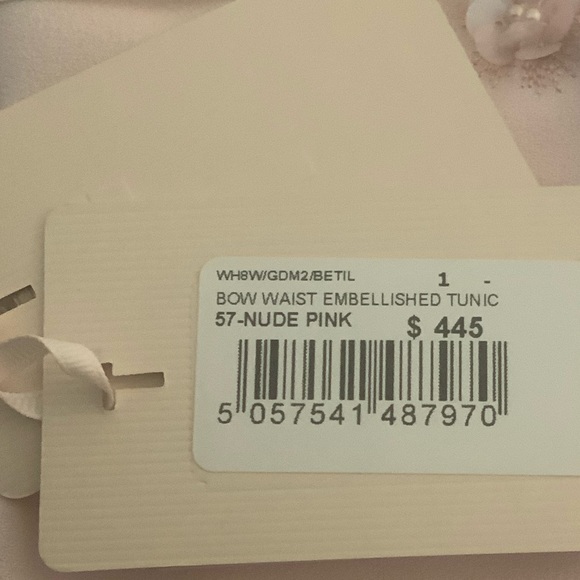 WH8W/GDM2/BETIL 1 -
BOW WAIST EMBELLISHED TUNIC
57-NUDE PINK $ 445
5 057541 487970